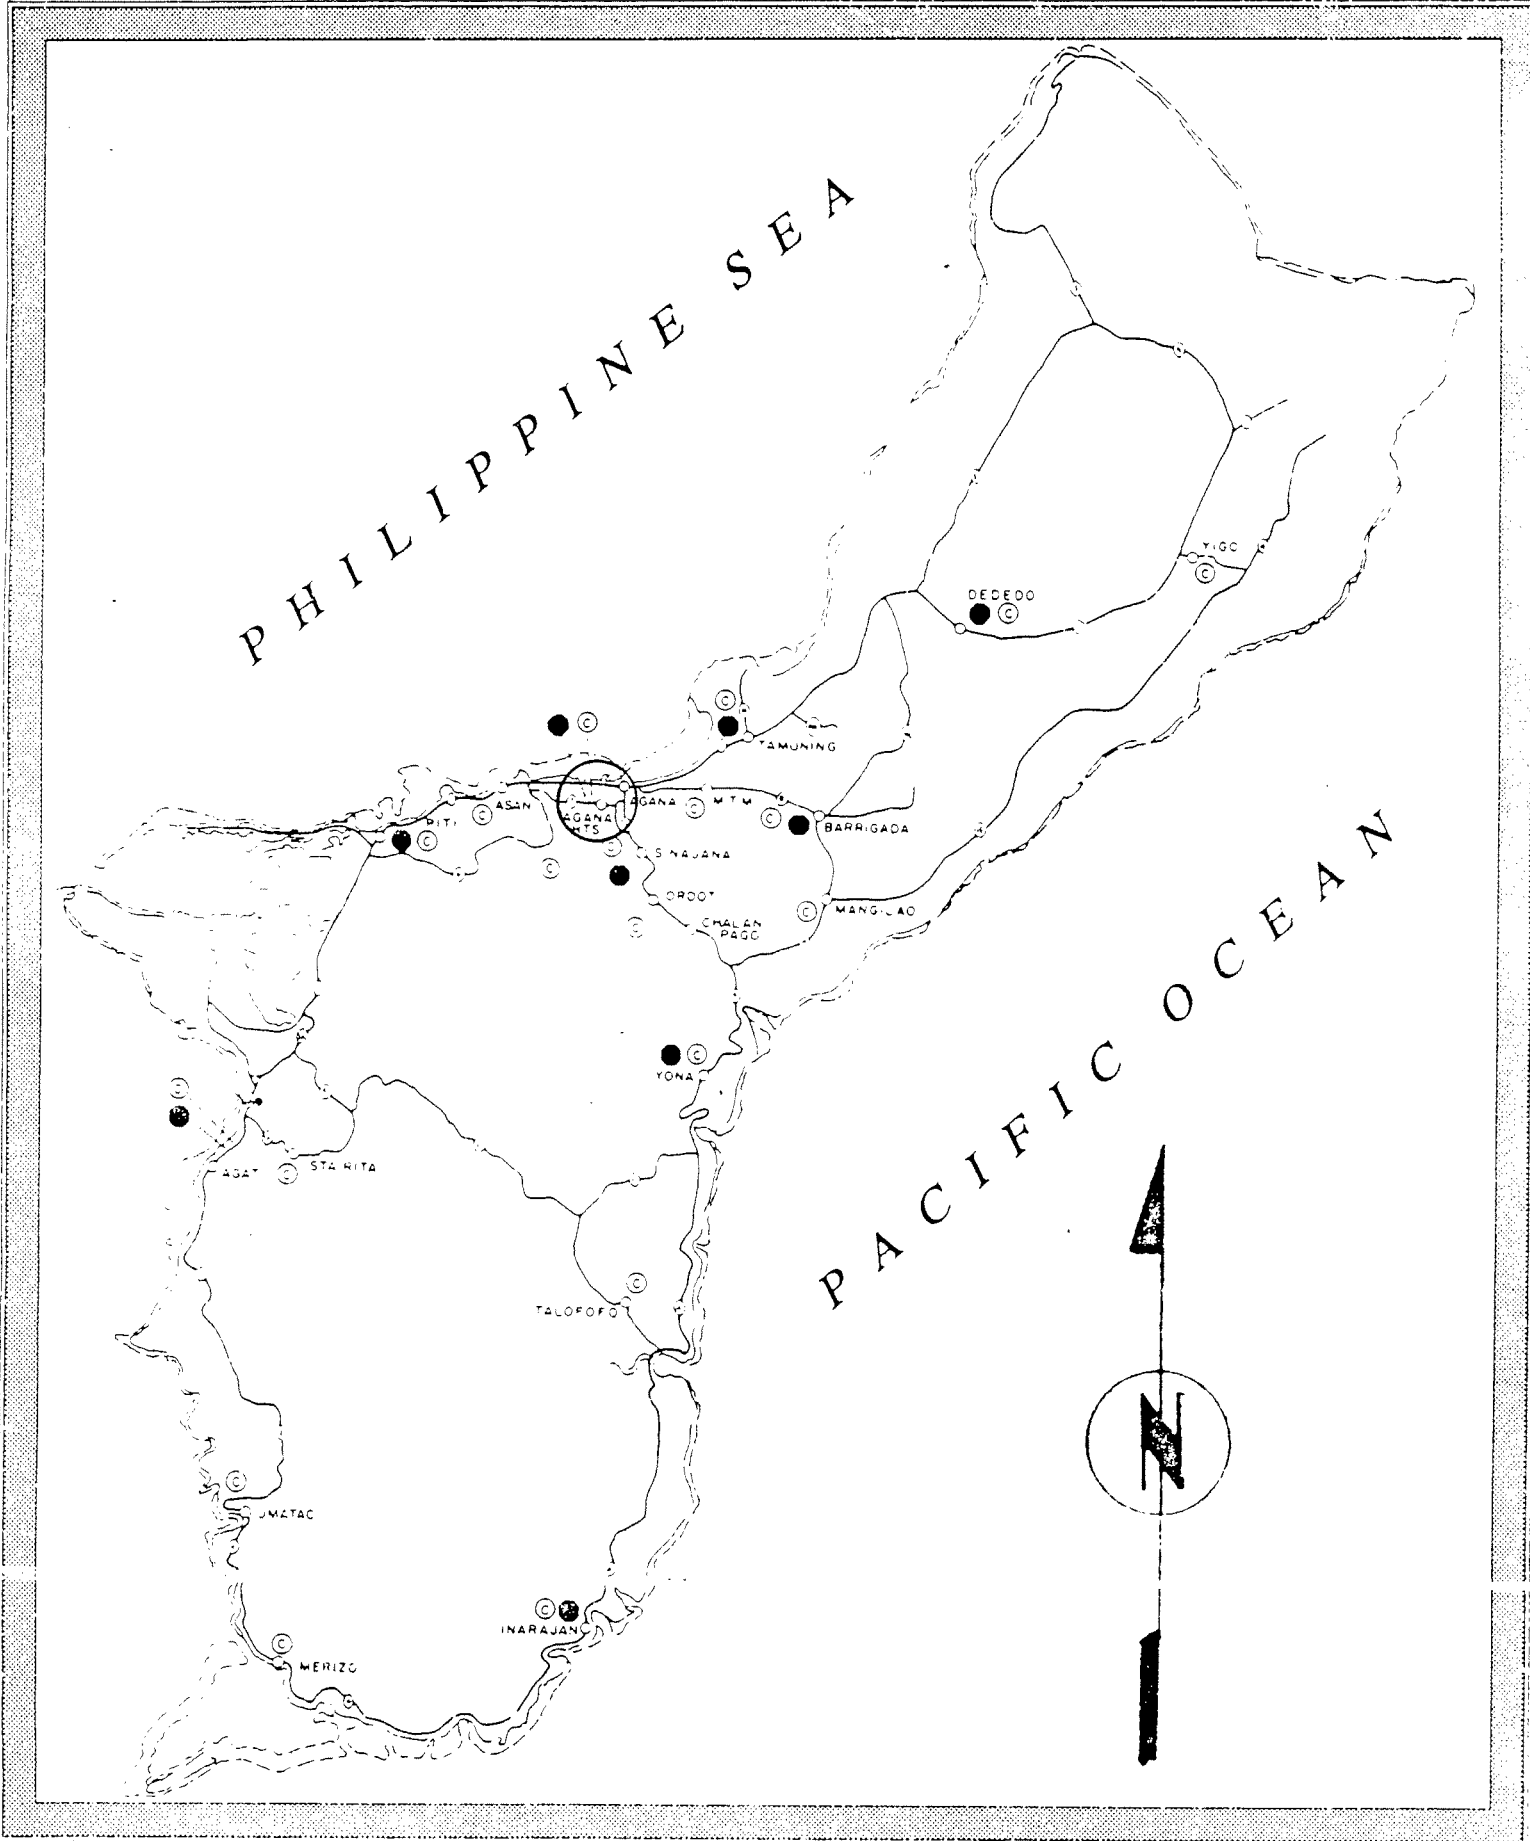 PHILIPPINE SEA
YIGO
C
DEDEDO
C
C
C
TAMUNING
ASAN
AGANA
M T M
C
C
C
PITI
AGANA
HTS
BARRIGADA
C
C
SINAJANA
C
ORDOT
MANGILAO
C
CHALAN
PAGO
C
PACIFIC OCEAN
C
YONA
C
AGAT
STA RITA
C
C
TALOFOFO
N
C
UMATAC
C
INARAJAN
C
MERIZO